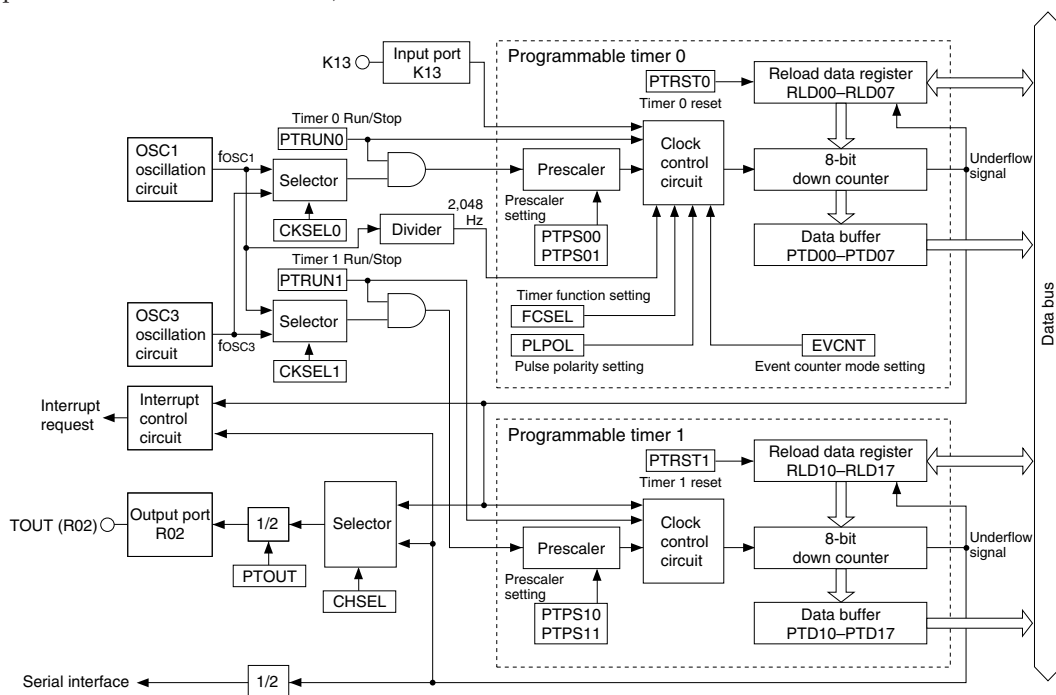 K13
Input port
K13
Programmable timer 0
PTRST0
Timer 0 reset
Reload data register
RLD00–RLD07
Timer 0 Run/Stop
PTRUN0
OSC1
oscillation
circuit
fOSC1
Selector
CKSEL0
Prescaler
Prescaler
setting
PTPS00
PTPS01
Clock
control
circuit
8-bit
down counter
Underflow
signal
Data buffer
PTD00–PTD07
Divider
2,048
Hz
Timer 1 Run/Stop
PTRUN1
OSC3
oscillation
circuit
fOSC3
Selector
CKSEL1
Timer function setting
FCSEL
PLPOL
Pulse polarity setting
EVCNT
Event counter mode setting
Data bus
Interrupt
request
Interrupt
control
circuit
Programmable timer 1
PTRST1
Timer 1 reset
Reload data register
RLD10–RLD17
TOUT (R02)
Output port
R02
1/2
PTOUT
Selector
CHSEL
Prescaler
Prescaler
setting
PTPS10
PTPS11
Clock
control
circuit
8-bit
down counter
Underflow
signal
Data buffer
PTD10–PTD17
Serial interface
1/2